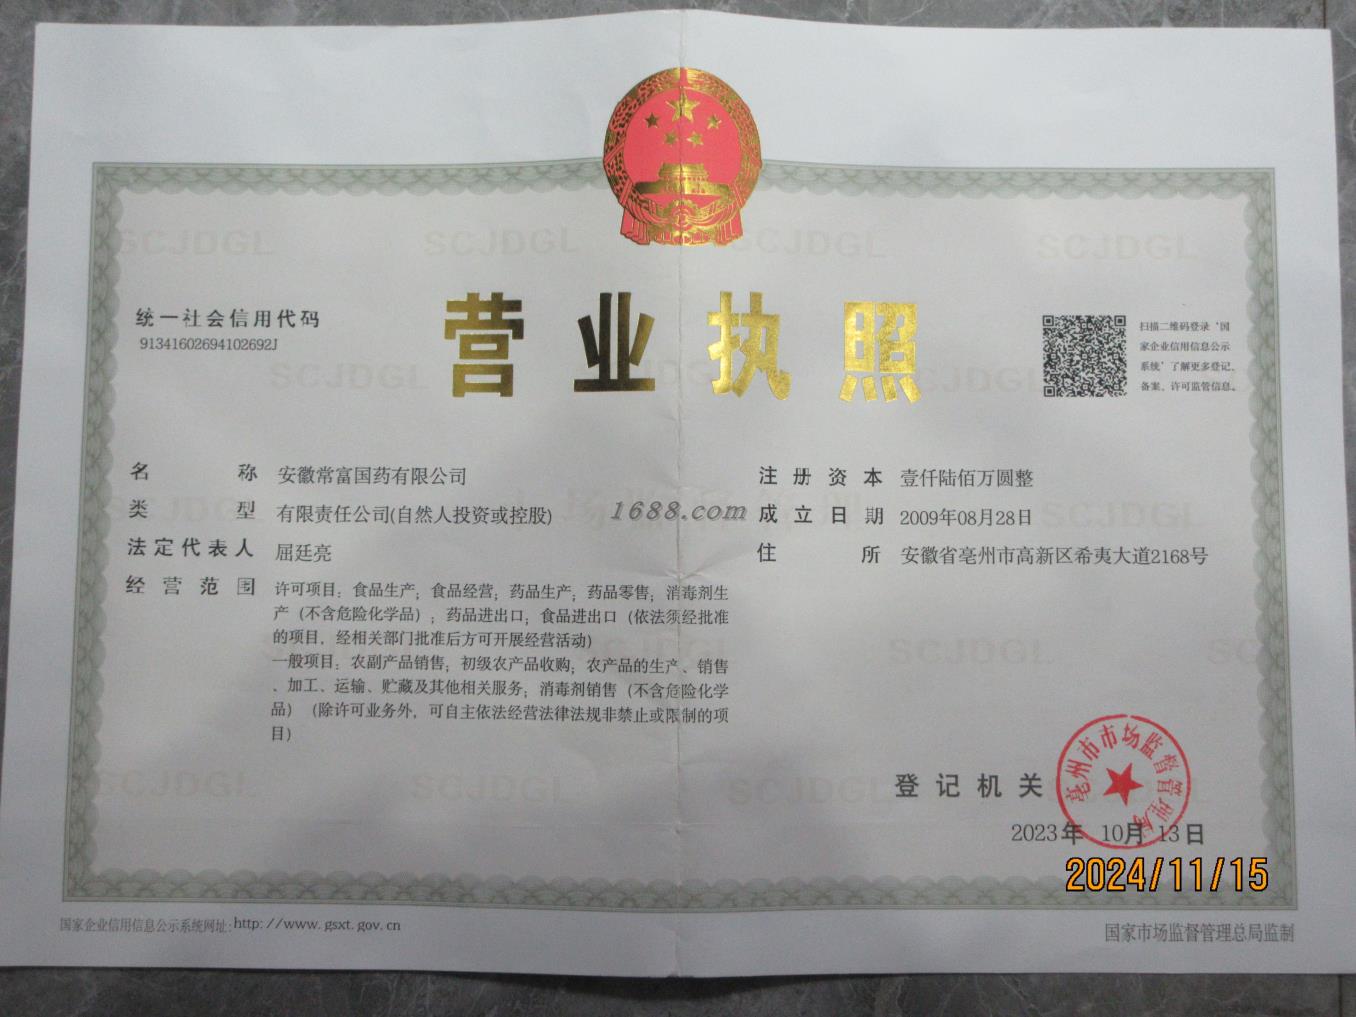 营业执照
统一社会信用代码
91341602694102692J
扫描二维码登录‘国
家企业信用信息公示
系统’了解更多登记、
备案、许可监管信息。
名称 安徽常富国药有限公司
类型 有限责任公司(自然人投资或控股)
法定代表人 屈廷亮
经营范围 许可项目：食品生产；食品经营；药品生产；药品零售；消毒剂生
产（不含危险化学品）；药品进出口；食品进出口（依法须经批准
的项目，经相关部门批准后方可开展经营活动）
一般项目：农副产品销售；初级农产品收购；农产品的生产、销售
、加工、运输、贮藏及其他相关服务；消毒剂销售（不含危险化学
品）（除许可业务外，可自主依法经营法律法规非禁止或限制的项
目）
1688.com
注册资本 壹仟陆佰万圆整
成立日期 2009年08月28日
住所 安徽省亳州市高新区希夷大道2168号
登记机关
亳州市市场监督管理局
2023年 10月 13日
2024/11/15
国家企业信用信息公示系统网址:http://www.gsxt.gov.cn
国家市场监督管理总局监制
SCJDGL